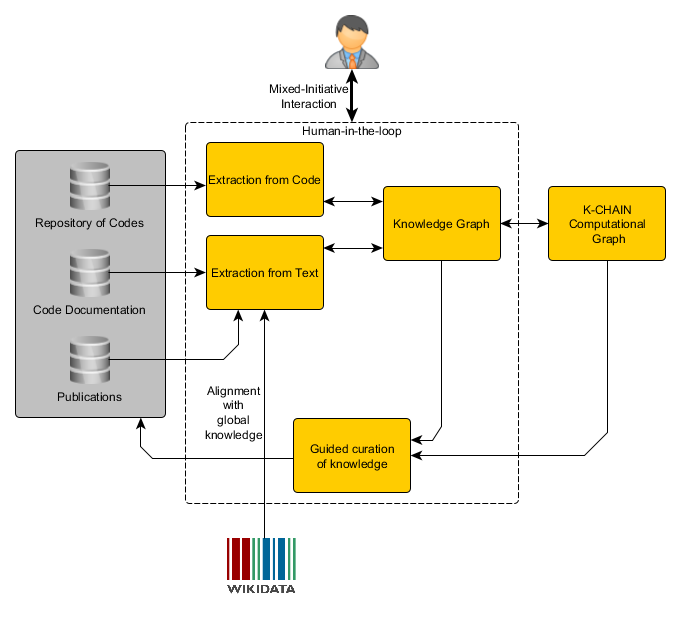 Mixed-Initiative
Interaction
Human-in-the-loop
Extraction from Code
Repository of Codes
Knowledge Graph
K-CHAIN
Computational
Graph
Extraction from Text
Code Documentation
Publications
Alignment
with
global
knowledge
Guided curation
of knowledge
WIKIDATA